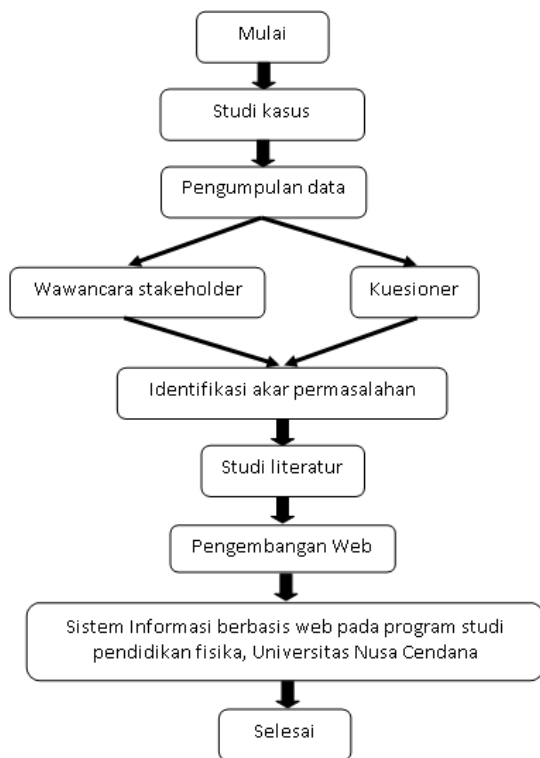 Mulai
Studi kasus
Pengumpulan data
Wawancara stakeholder
Kuesioner
Identifikasi akar permasalahan
Studi literatur
Pengembangan Web
Sistem Informasi berbasis web pada program studi
pendidikan fisika, Universitas Nusa Cendana
Selesai